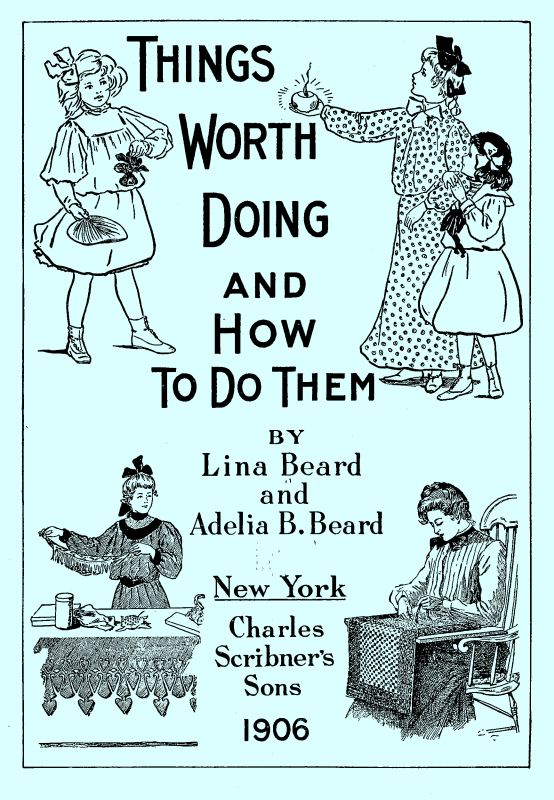 THINGS
WORTH
DOING
AND
HOW
TO DO THEM
BY
Lina Beard
and
Adelia B. Beard
New York
Charles
Scribner's
Sons
1906